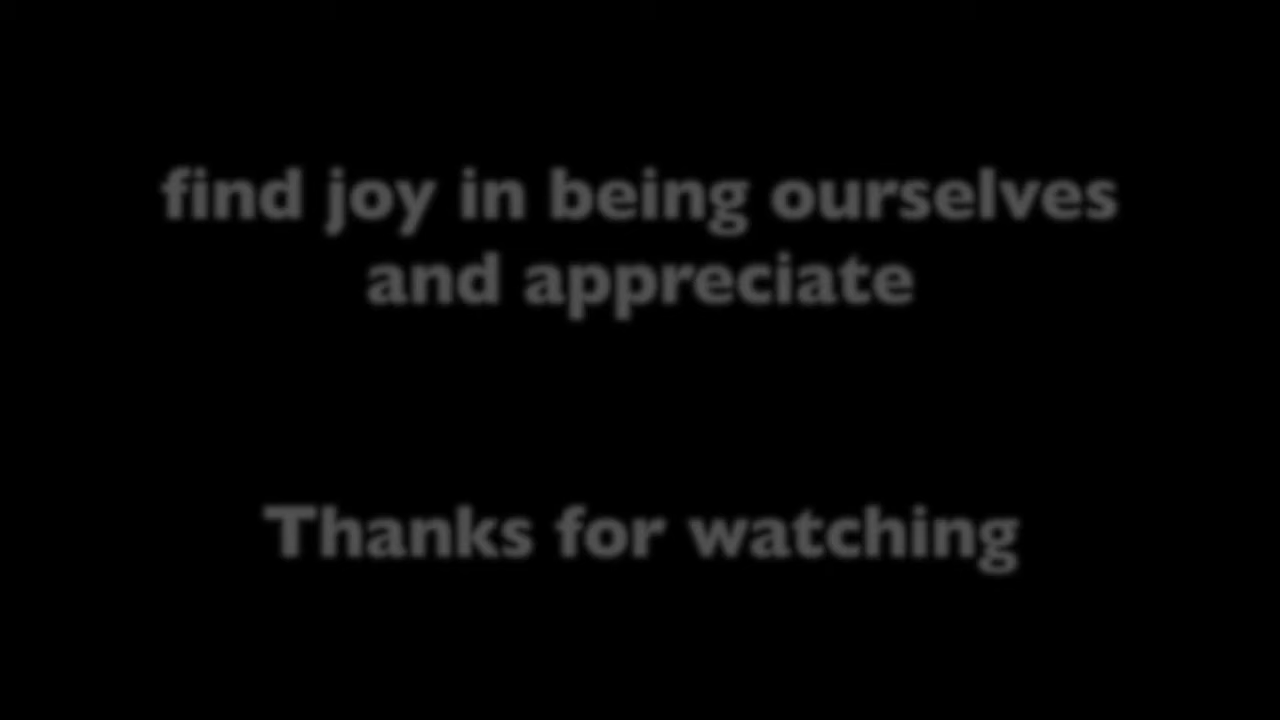 find joy in being ourselves
and appreciate
Thanks for watching